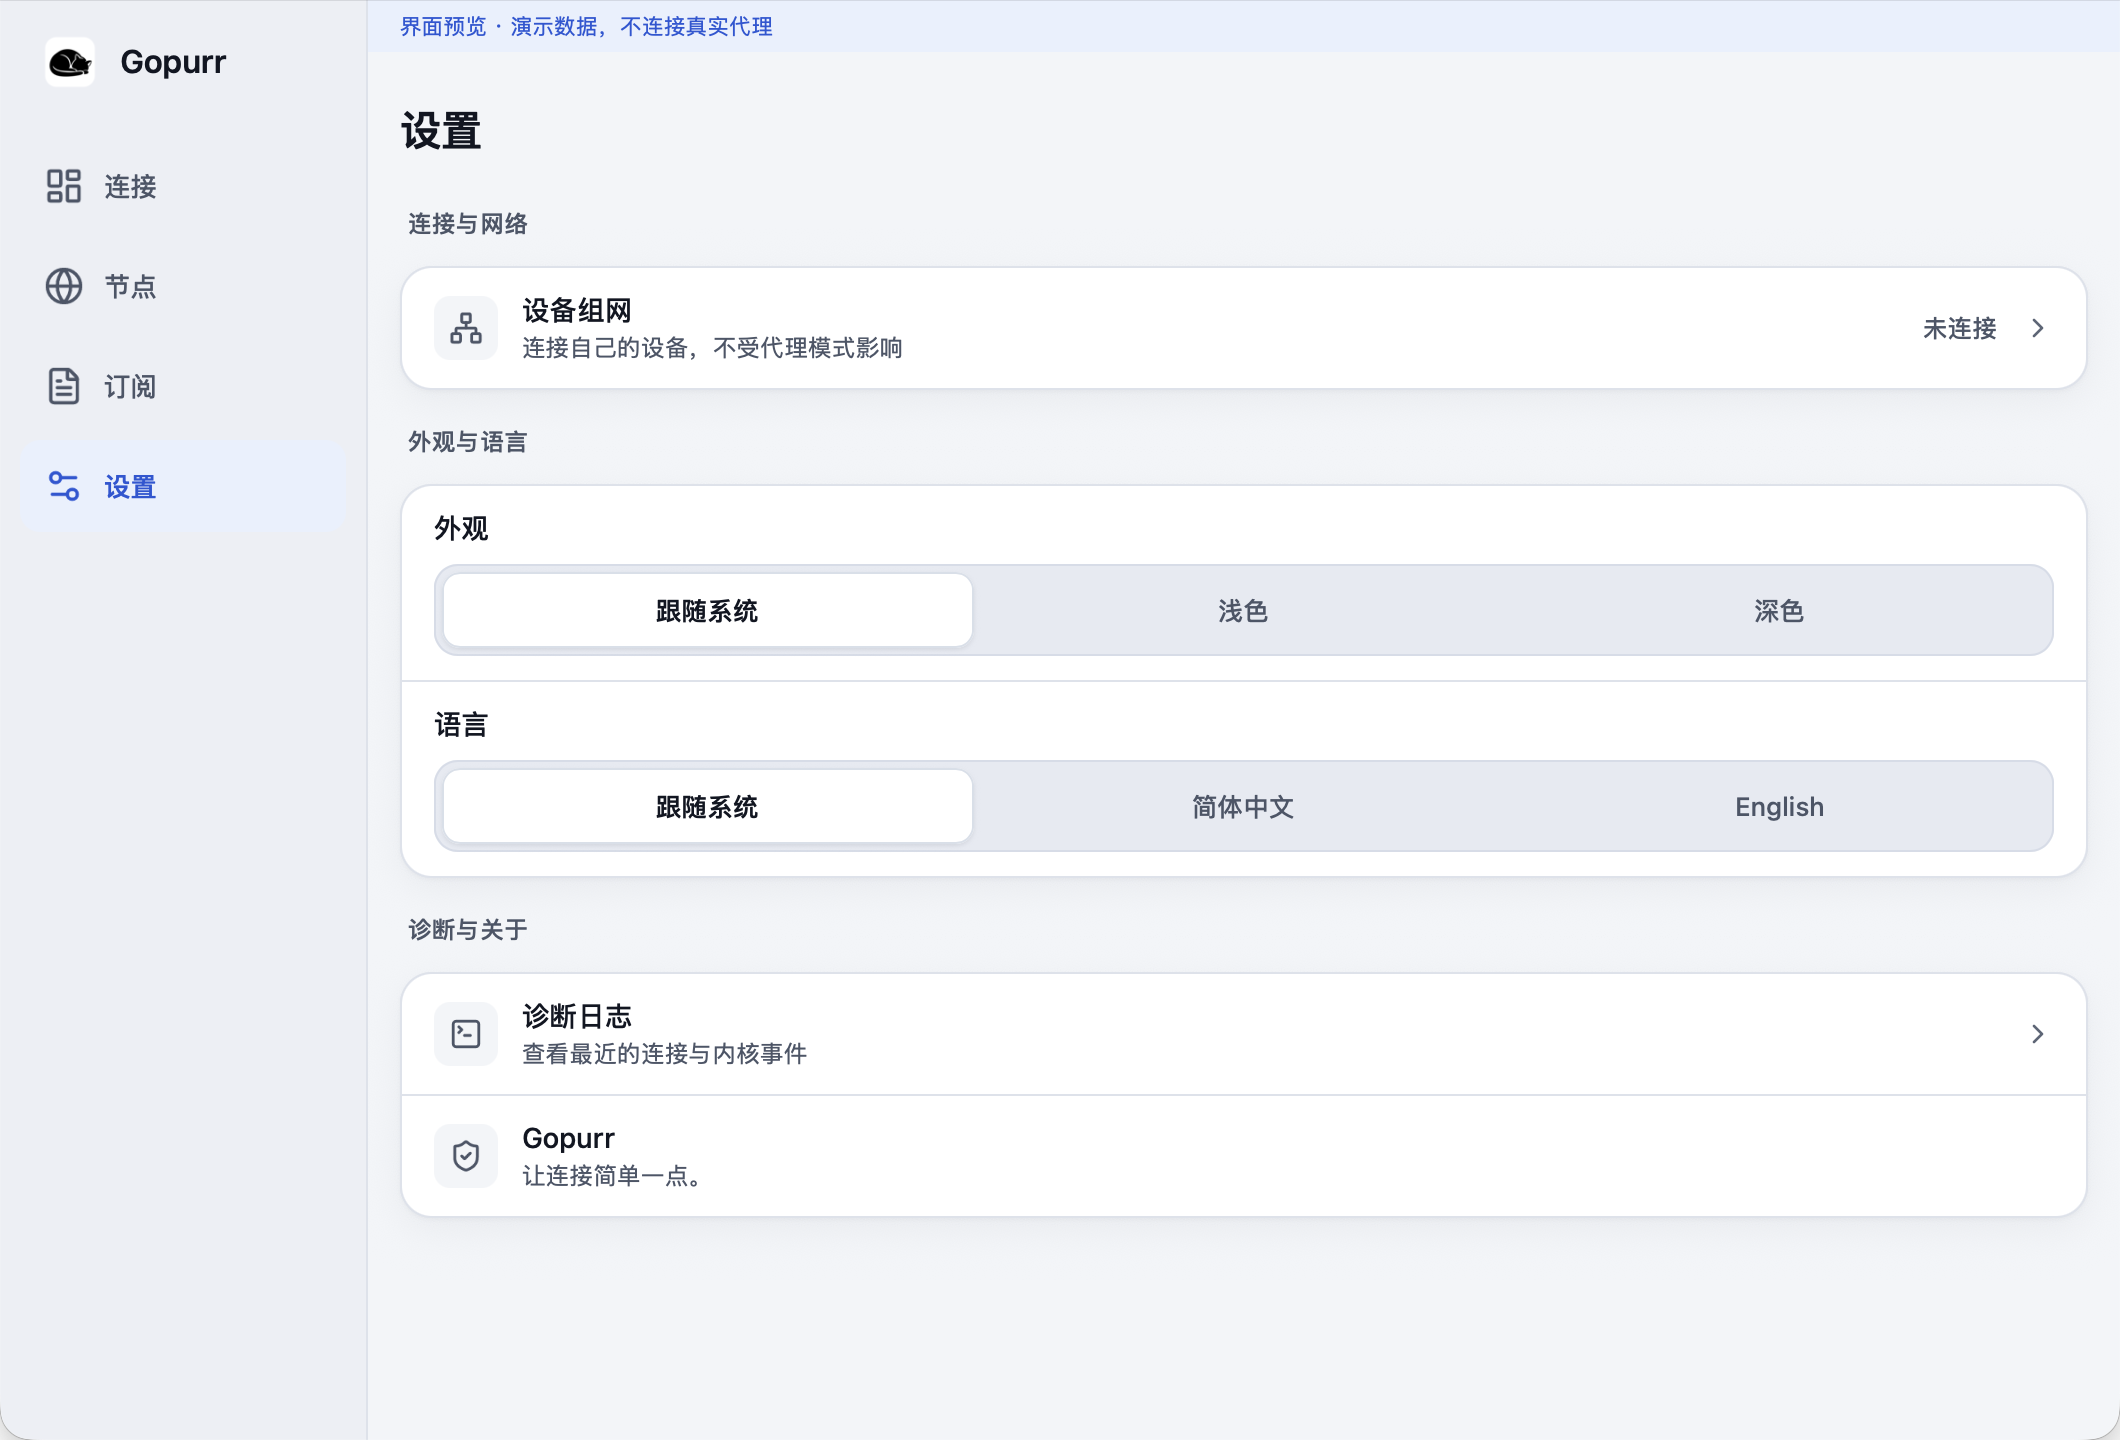 Gopurr
连接
节点
订阅
设置
界面预览 · 演示数据，不连接真实代理
设置
连接与网络
设备组网
连接自己的设备，不受代理模式影响
未连接
外观与语言
外观
跟随系统
浅色
深色
语言
跟随系统
简体中文
English
诊断与关于
诊断日志
查看最近的连接与内核事件
Gopurr
让连接简单一点。